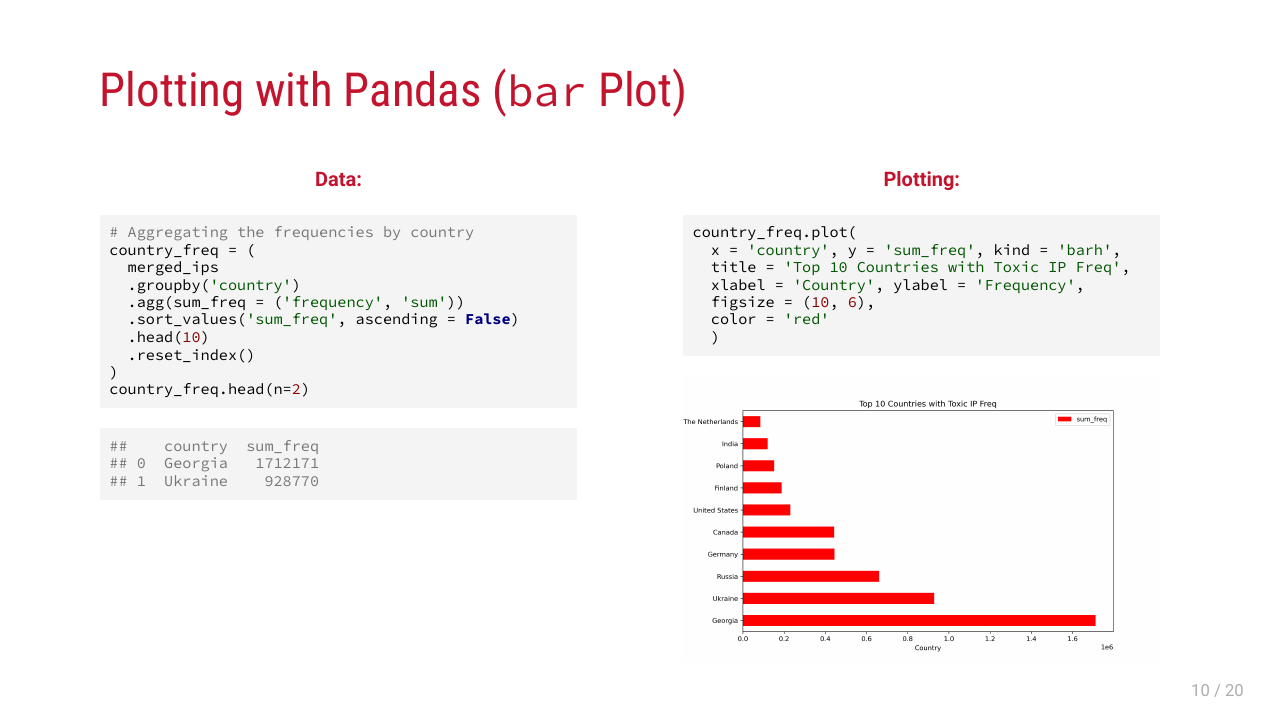 Plotting with Pandas (bar Plot)
Data:
# Aggregating the frequencies by country
country_freq = (
  merged_ips
  .groupby('country')
  .agg(sum_freq = ('frequency', 'sum'))
  .sort_values('sum_freq', ascending = False)
  .head(10)
  .reset_index()
)
country_freq.head(n=2)
##    country  sum_freq
## 0  Georgia   1712171
## 1  Ukraine    928770
Plotting:
country_freq.plot(
  x = 'country', y = 'sum_freq', kind = 'barh',
  title = 'Top 10 Countries with Toxic IP Freq',
  xlabel = 'Country', ylabel = 'Frequency',
  figsize = (10, 6),
  color = 'red'
  )
Top 10 Countries with Toxic IP Freq
sum_freq
The Netherlands
India
Poland
Finland
United States
Canada
Germany
Russia
Ukraine
Georgia
0.0 0.2 0.4 0.6 0.8 1.0 1.2 1.4 1.6
Country
1e6
10 / 20